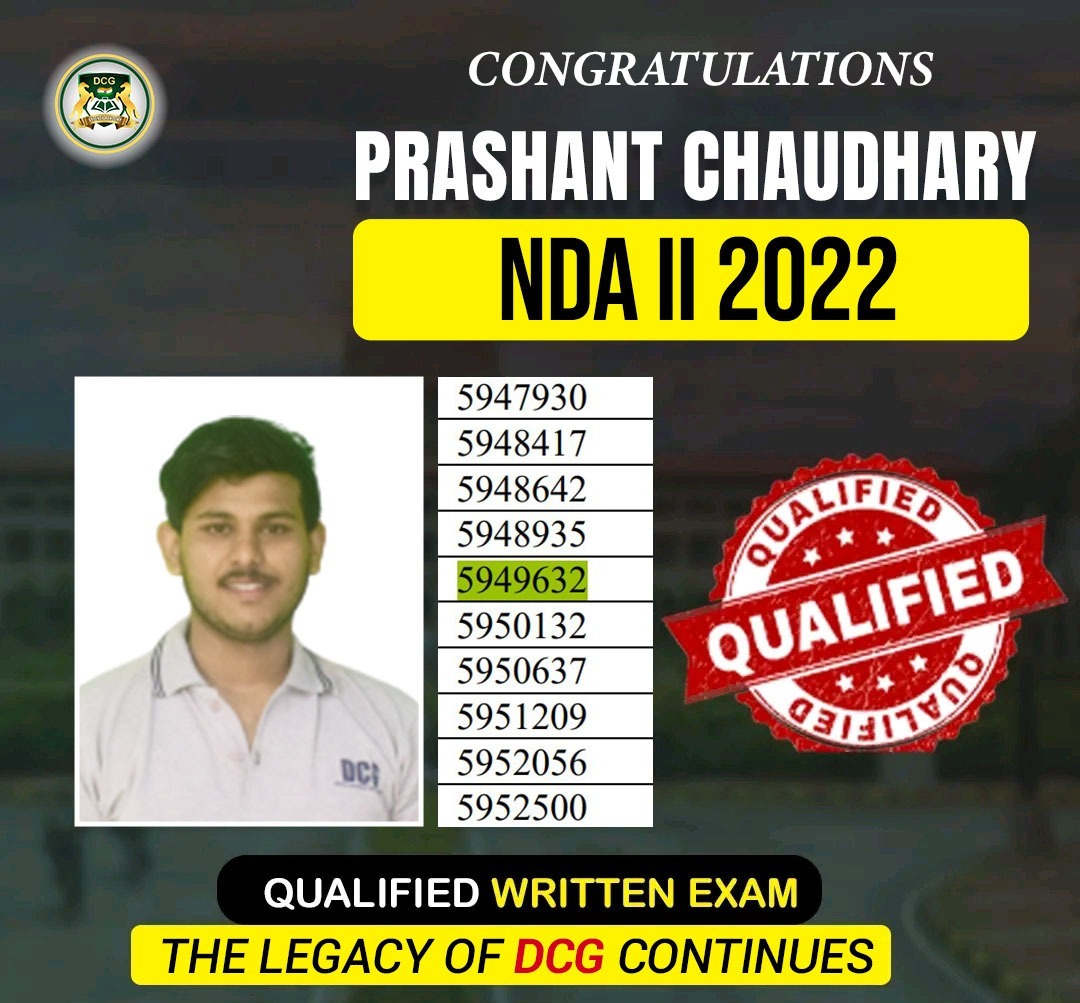 DCG
CONGRATULATIONS
PRASHANT CHAUDHARY
NDA II 2022
5947930
5948417
5948642
5948935
5949632
5950132
5950637
5951209
5952056
5952500
DCG
QUALIFIED
QUALIFIED
QUALIFIED
QUALIFIED WRITTEN EXAM
THE LEGACY OF DCG CONTINUES